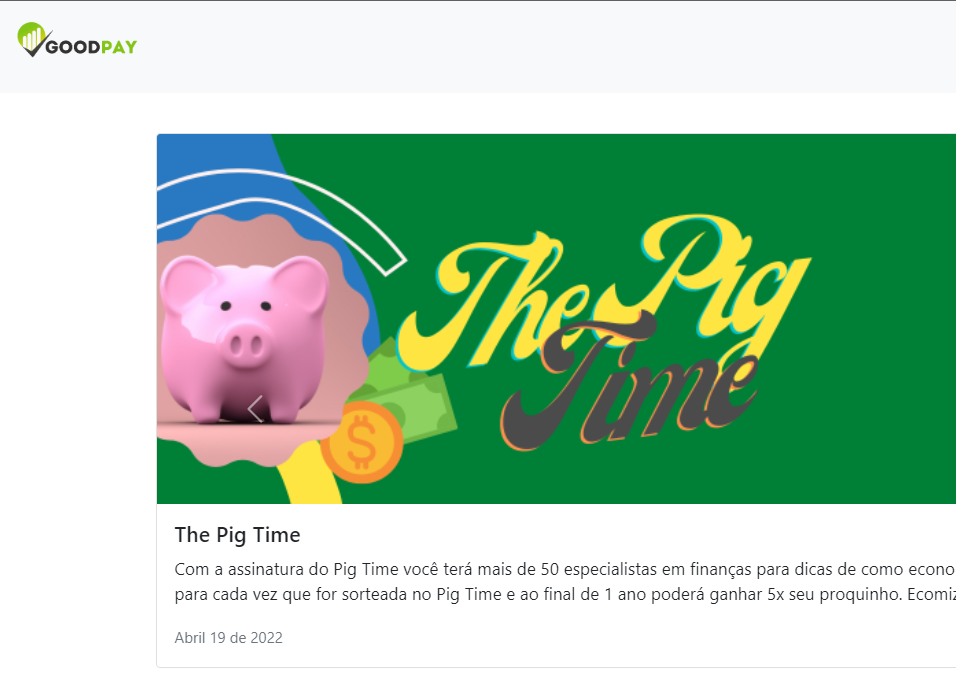 GOODPAY
The Pig
Time
The Pig Time
Com a assinatura do Pig Time você terá mais de 50 especialistas em finanças para dicas de como econo
para cada vez que for sorteada no Pig Time e ao final de 1 ano poderá ganhar 5x seu proquinho. Ecomiz
Abril 19 de 2022